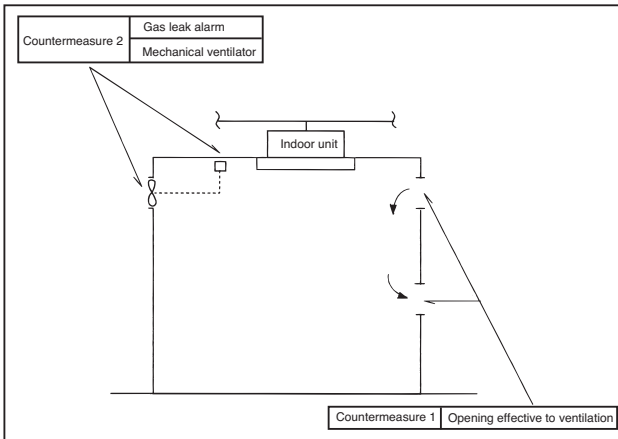 Gas leak alarm
Countermeasure 2
Mechanical ventilator
Indoor unit
Countermeasure 1 Opening effective to ventilation